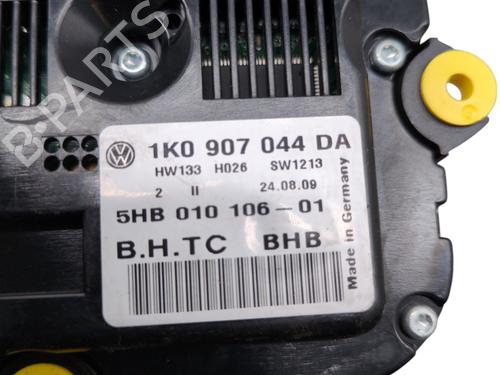 B-PARTS
1K0 907 044 DA
HW133 H026 SW1213
2 II 24.08.09
5HB 010 106-01
B.H.TC BHB
Made in Germany